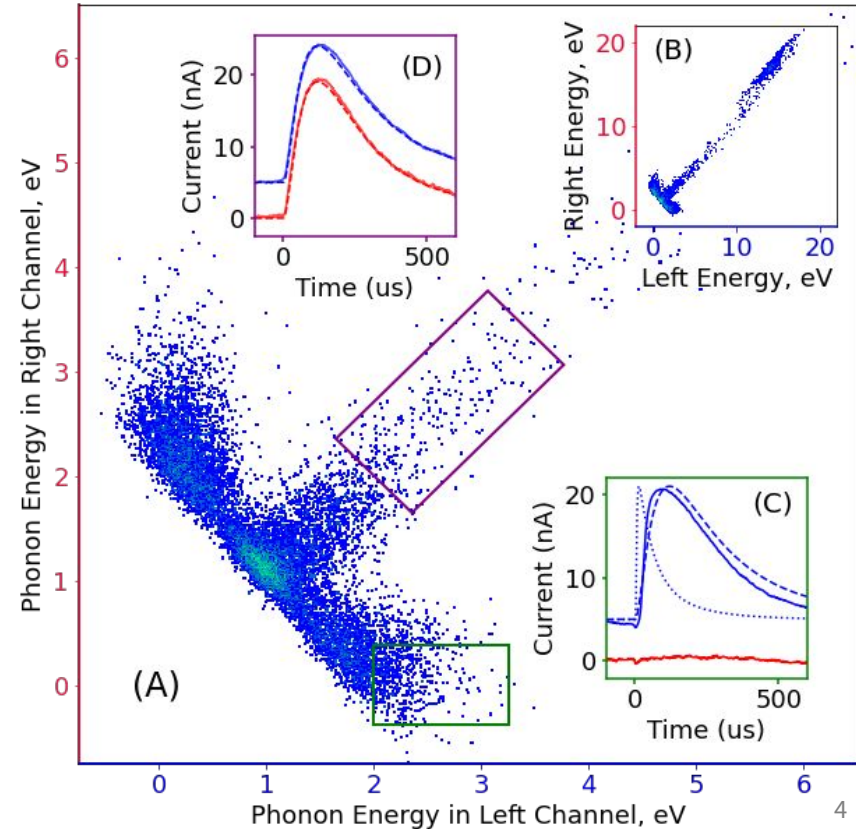 Phonon Energy in Right Channel, eV
6
5
4
3
2
1
0
(A)
0
1
2
3
4
5
6
Phonon Energy in Left Channel, eV
(D)
Current (nA)
20
10
0
0
500
Time (us)
(B)
Right Energy, eV
20
10
0
0
10
20
Left Energy, eV
(C)
Current (nA)
20
10
0
0
500
Time (us)
4